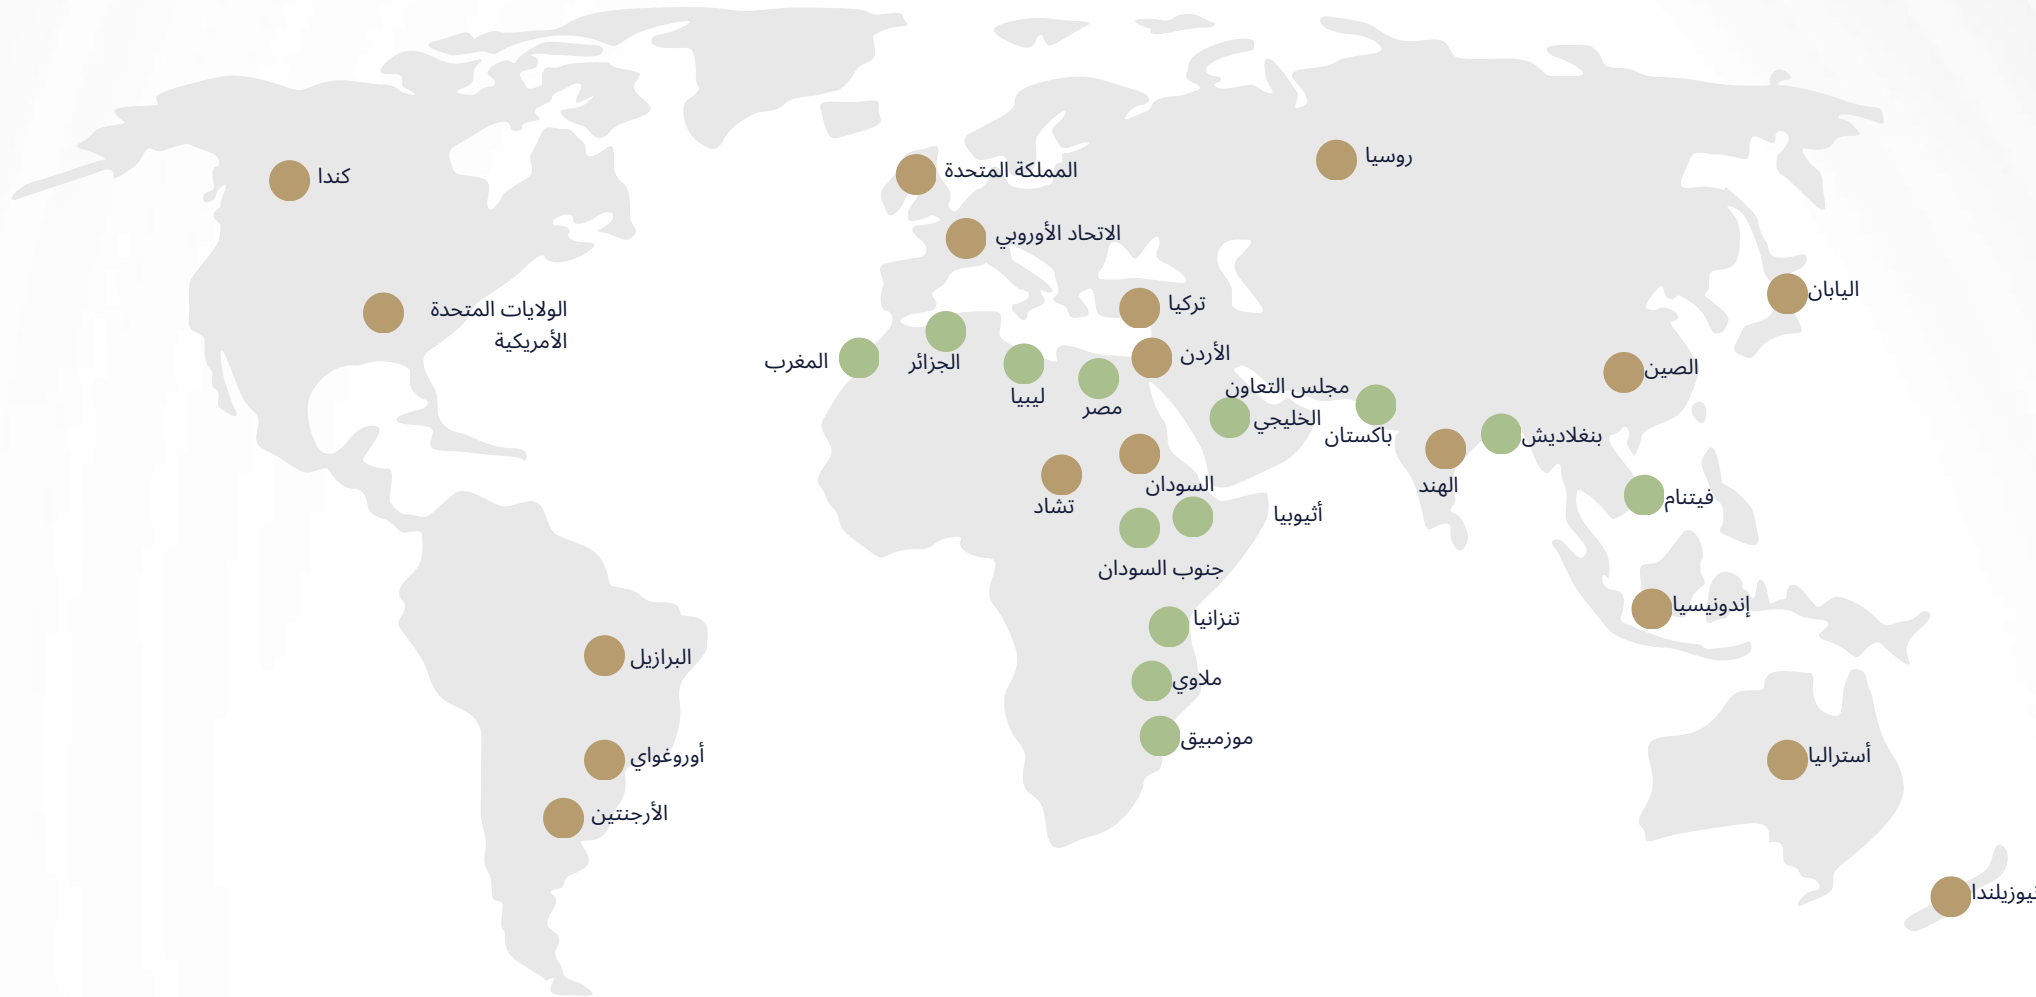 كندا
المملكة المتحدة
روسيا
الاتحاد الأوروبي
الولايات المتحدة
الأمريكية
تركيا
اليابان
المغرب
الجزائر
ليبيا
مصر
الأردن
مجلس التعاون
الخليجي
باكستان
الصين
الهند
بنغلاديش
فيتنام
السودان
تشاد
أثيوبيا
جنوب السودان
تنزانيا
إندونيسيا
البرازيل
ملاوي
موزمبيق
أوروغواي
أستراليا
الأرجنتين
نيوزيلندا